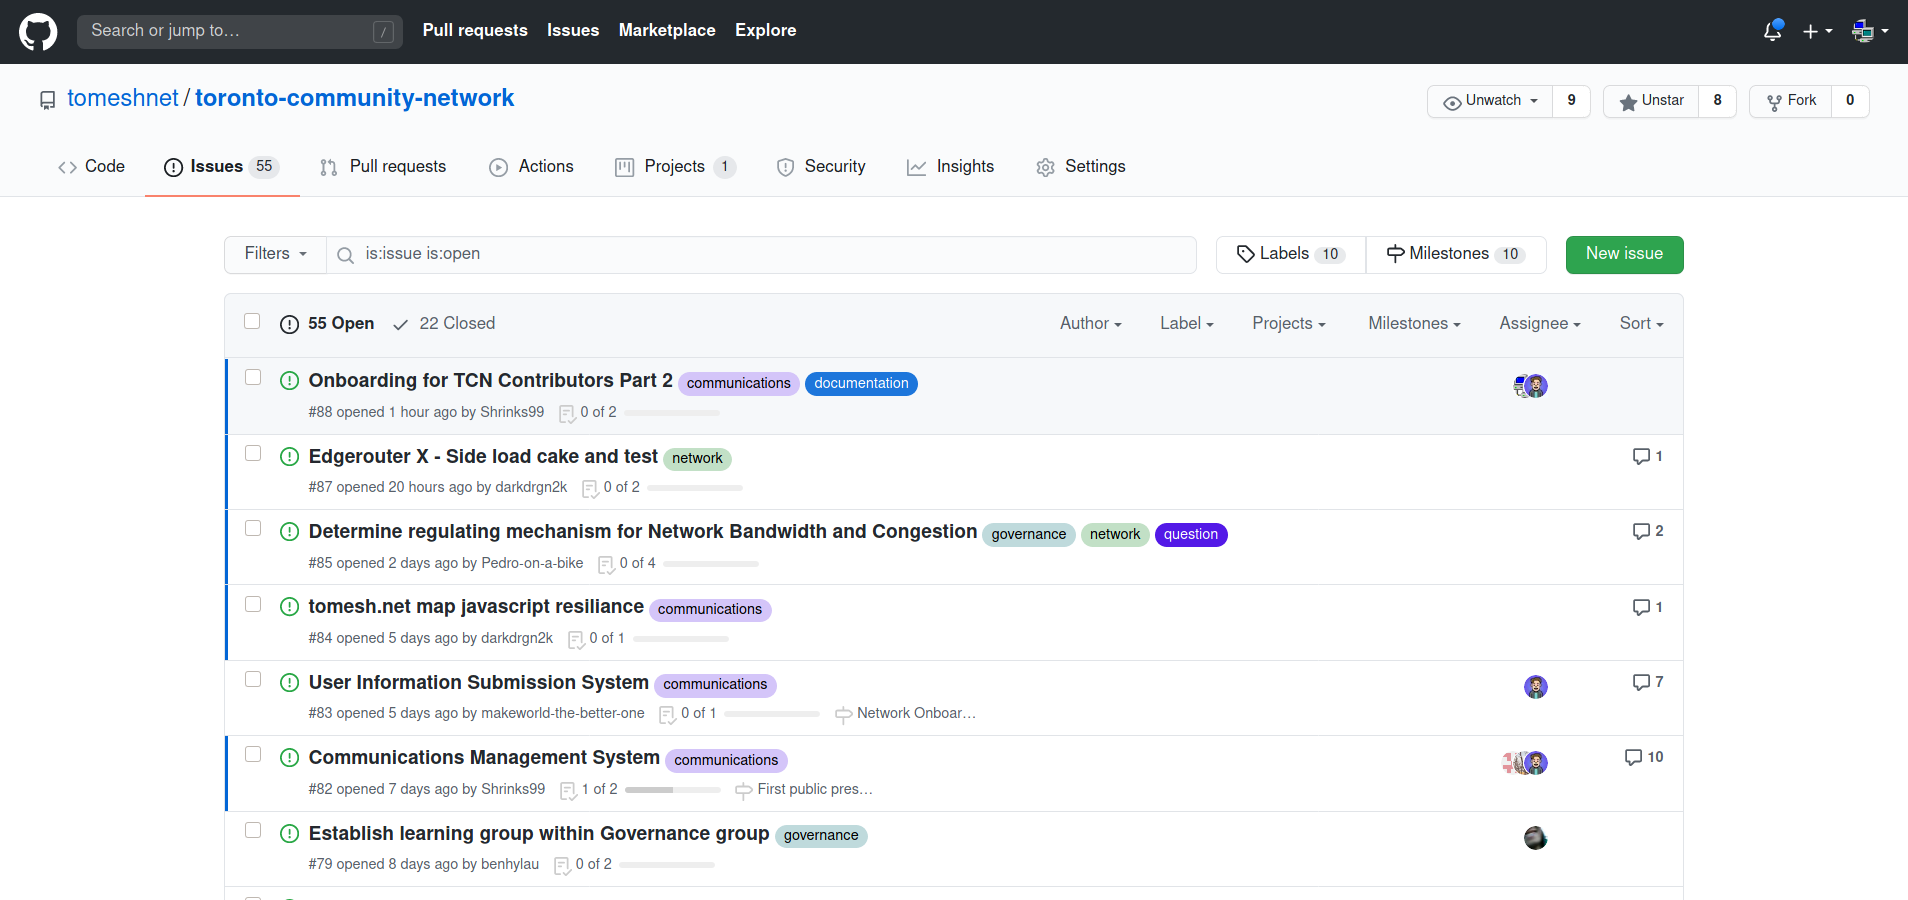 Search or jump to… / Pull requests Issues Marketplace Explore
tomeshnet / toronto-community-network Unwatch 9 Unstar 8 Fork 0
Code Issues 55 Pull requests Actions Projects 1 Security Insights Settings
Filters is:issue is:open Labels 10 Milestones 10 New issue
55 Open 22 Closed Author Label Projects Milestones Assignee Sort
Onboarding for TCN Contributors Part 2 communications documentation
#88 opened 1 hour ago by Shrinks99 0 of 2
Edgerouter X - Side load cake and test network 1
#87 opened 20 hours ago by darkdrgn2k 0 of 2
Determine regulating mechanism for Network Bandwidth and Congestion governance network question 2
#85 opened 2 days ago by Pedro-on-a-bike 0 of 4
tomesh.net map javascript resiliance communications 1
#84 opened 5 days ago by darkdrgn2k 0 of 1
User Information Submission System communications 7
#83 opened 5 days ago by makeworld-the-better-one 0 of 1 Network Onboar…
Communications Management System communications 10
#82 opened 7 days ago by Shrinks99 1 of 2 First public pres…
Establish learning group within Governance group governance
#79 opened 8 days ago by benhylau 0 of 2